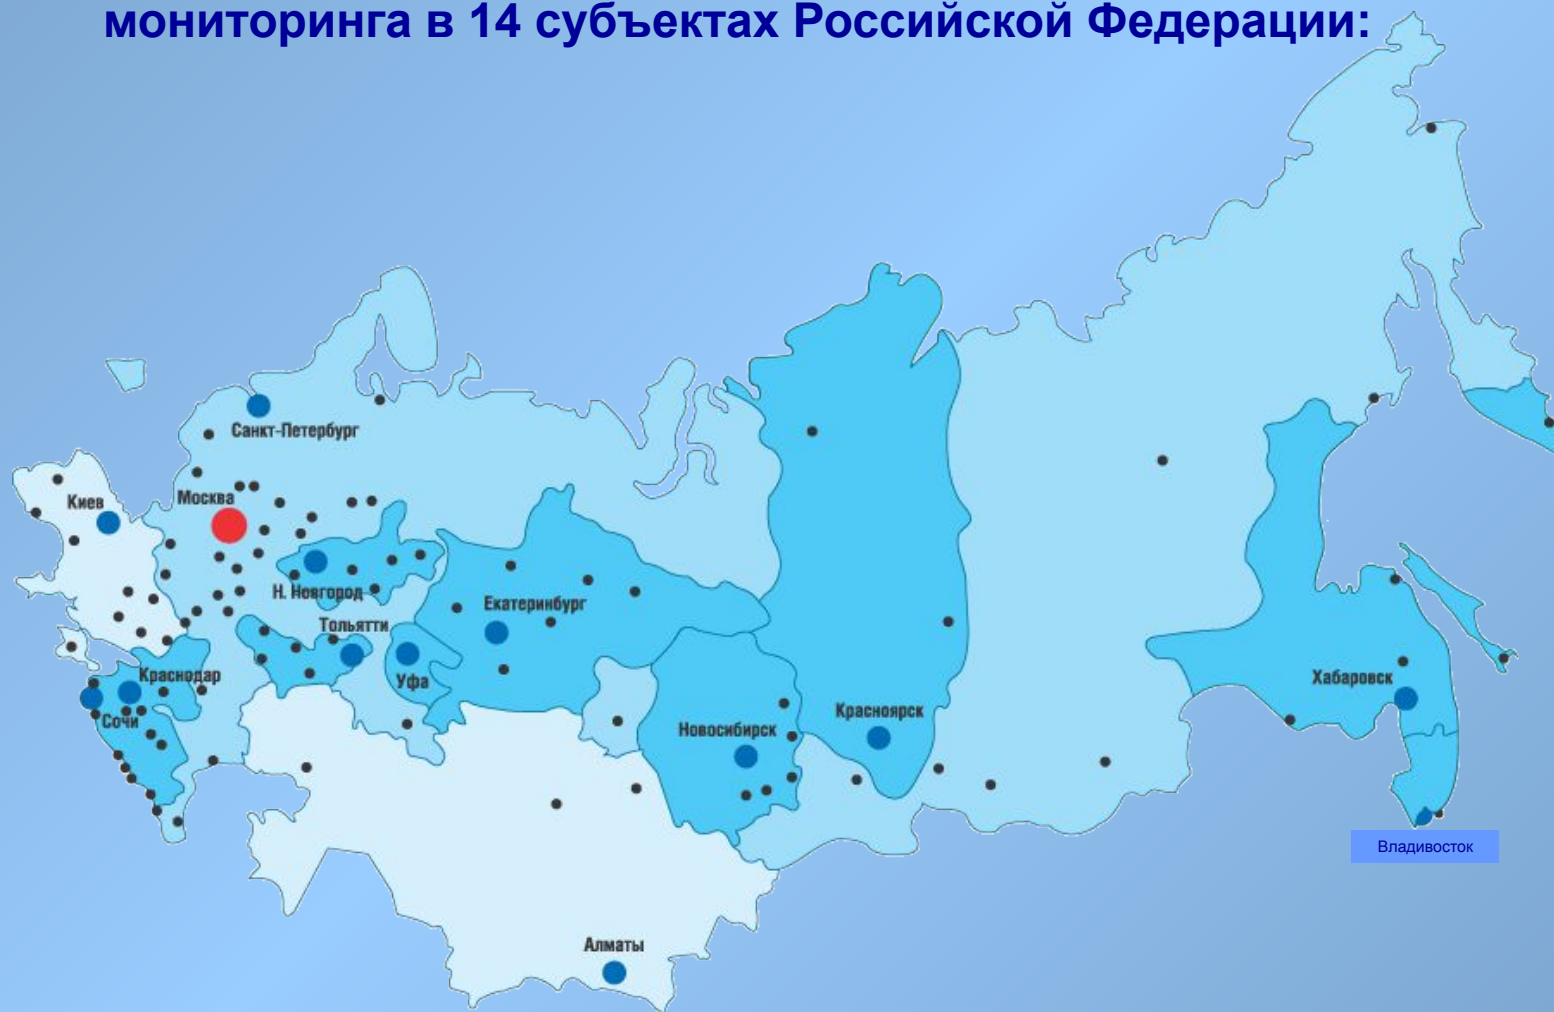 мониторинга в 14 субъектах Российской Федерации:
Санкт-Петербург
Москва
Киев
Н. Новгород
Екатеринбург
Тольятти
Краснодар
Уфа
Хабаровск
Сочи
Красноярск
Новосибирск
Владивосток
Алматы